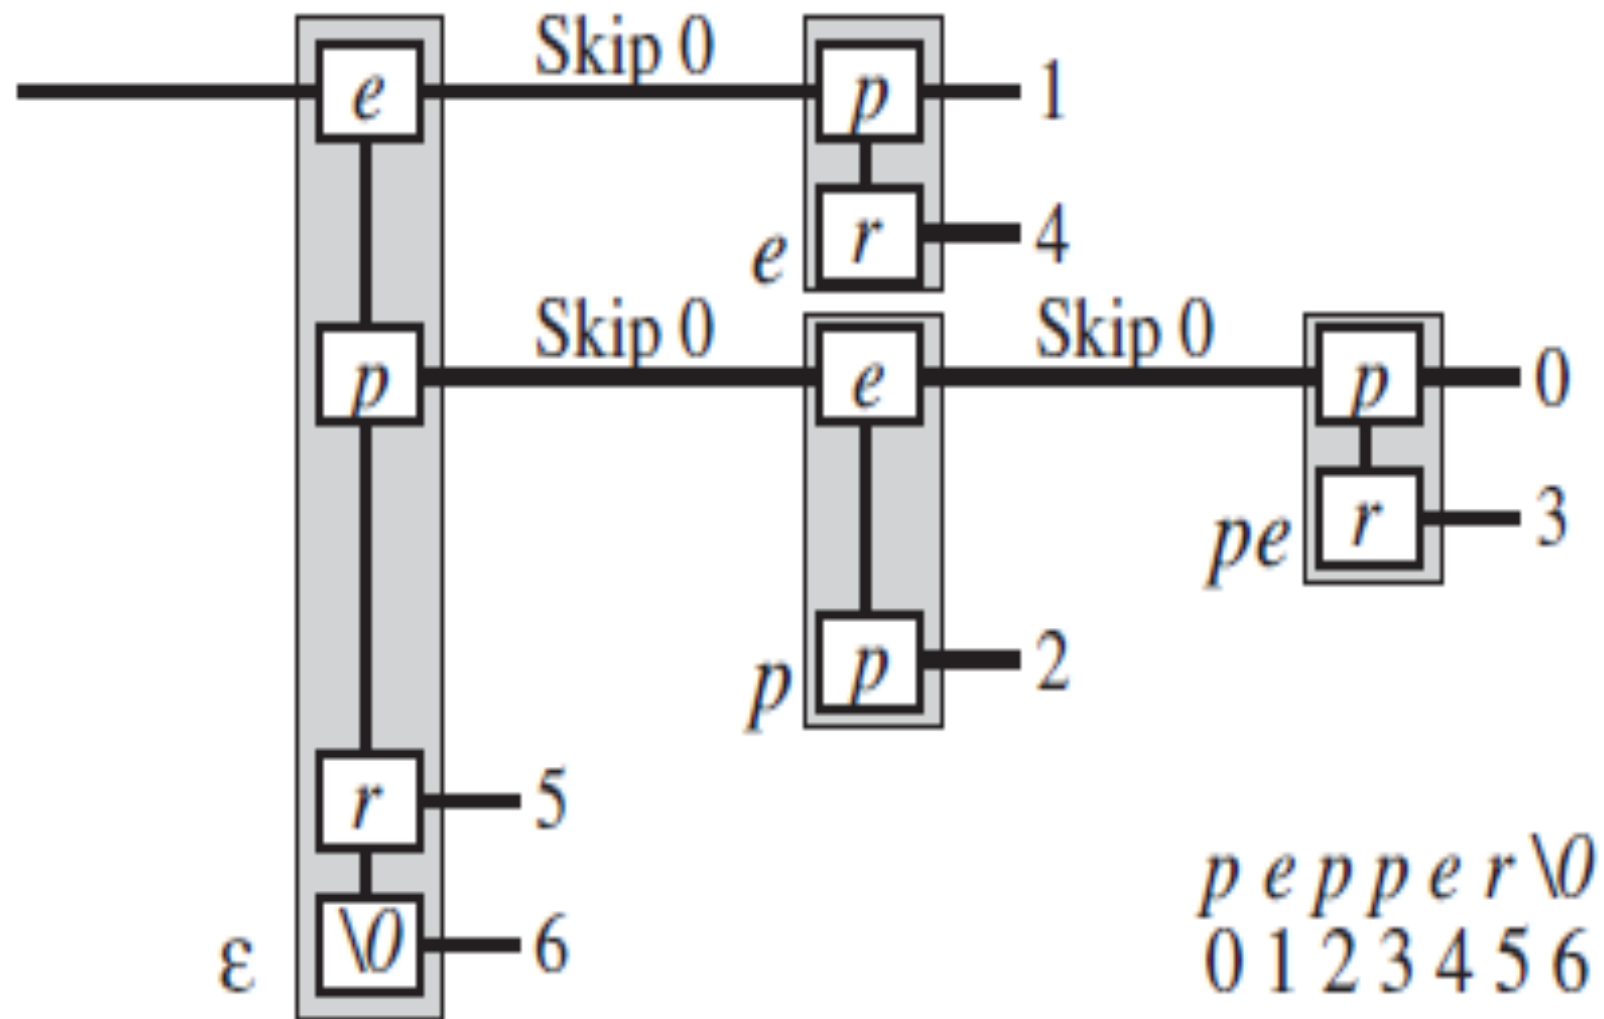 Skip 0
e p 1
r 4
e
Skip 0 Skip 0
p e p 0
r 3
pe
p 2
p
r 5
p e p p e r \0
\0 6
ε
0 1 2 3 4 5 6